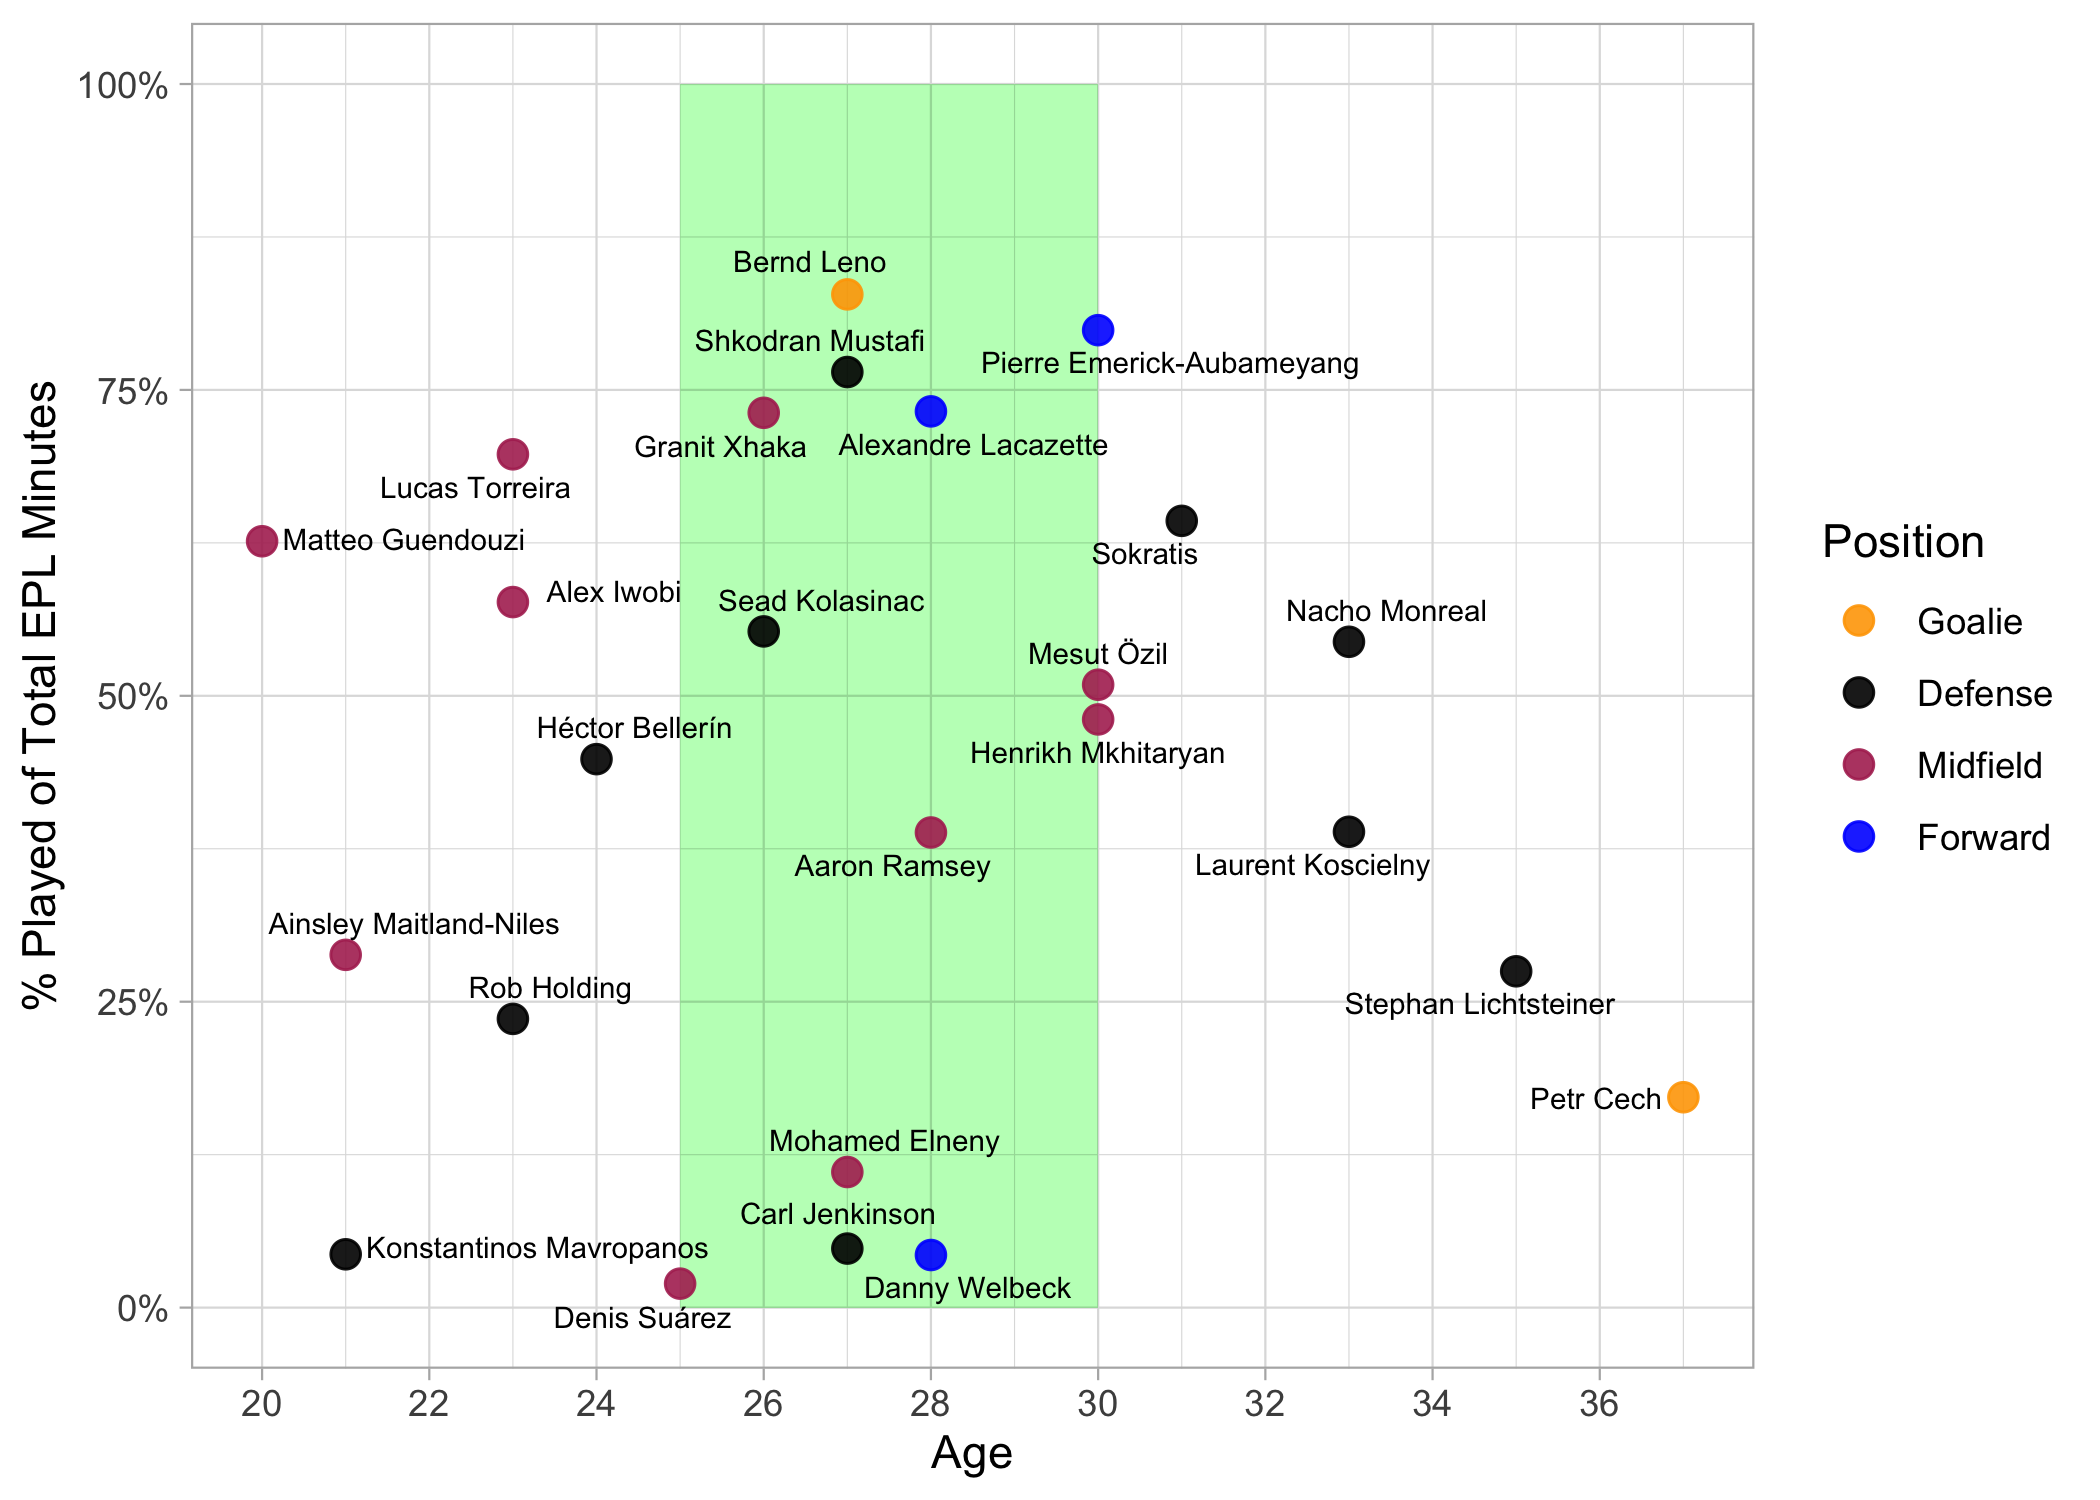 100%
Bernd Leno
Shkodran Mustafi
Pierre Emerick-Aubameyang
75%
Granit Xhaka
Alexandre Lacazette
Lucas Torreira
Matteo Guendouzi
Sokratis
Alex Iwobi
Sead Kolasinac
Nacho Monreal
Mesut Özil
50%
Héctor Bellerín
Henrikh Mkhitaryan
Aaron Ramsey
Laurent Koscielny
Ainsley Maitland-Niles
Rob Holding
25%
Stephan Lichtsteiner
Petr Cech
Mohamed Elneny
Carl Jenkinson
Konstantinos Mavropanos
Danny Welbeck
0%
Denis Suárez
20 22 24 26 28 30 32 34 36
Age
% Played of Total EPL Minutes
Position
Goalie
Defense
Midfield
Forward